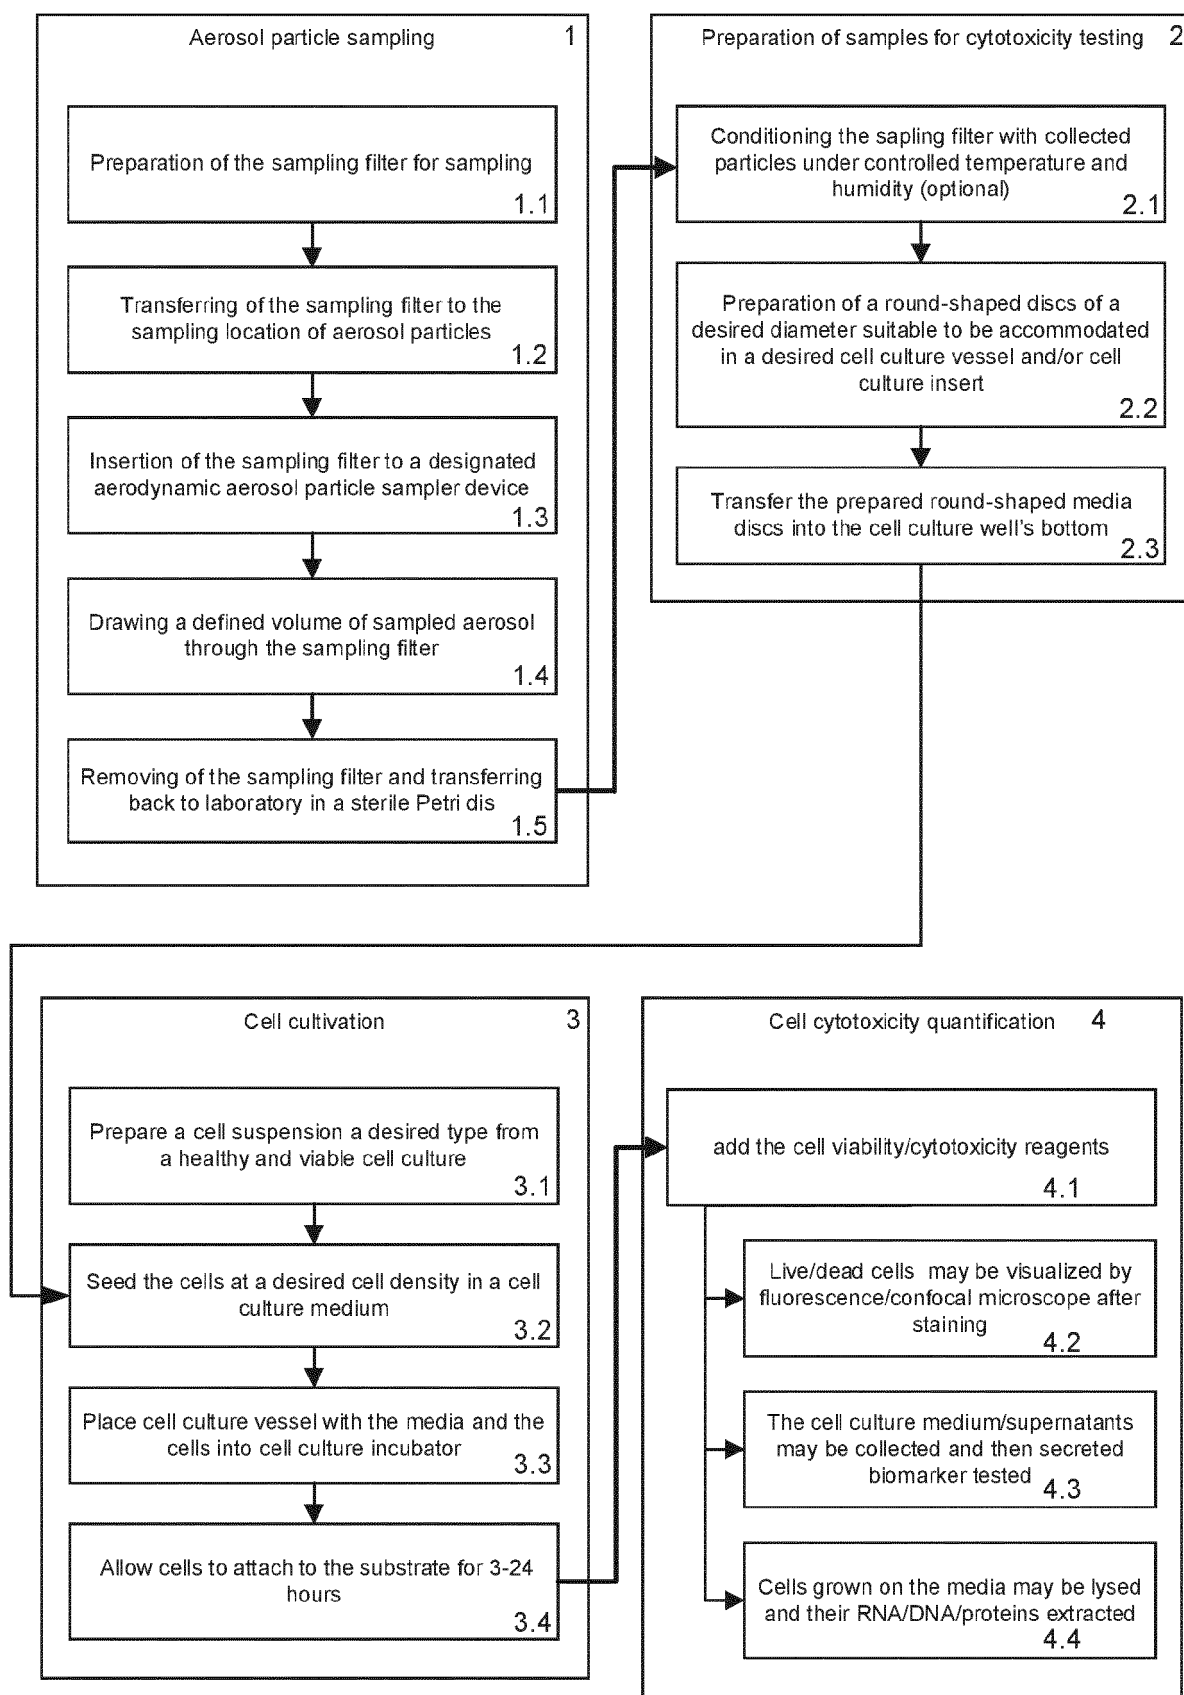 Aerosol particle sampling 1
Preparation of the sampling filter for sampling
1.1
Transferring of the sampling filter to the
sampling location of aerosol particles
1.2
Insertion of the sampling filter to a designated
aerodynamic aerosol particle sampler device
1.3
Drawing a defined volume of sampled aerosol
through the sampling filter
1.4
Removing of the sampling filter and transferring
back to laboratory in a sterile Petri dis
1.5
Preparation of samples for cytotoxicity testing 2
Conditioning the sapling filter with collected
particles under controlled temperature and
humidity (optional)
2.1
Preparation of a round-shaped discs of a
desired diameter suitable to be accommodated
in a desired cell culture vessel and/or cell
culture insert
2.2
Transfer the prepared round-shaped media
discs into the cell culture well's bottom
2.3
Cell cultivation 3
Prepare a cell suspension a desired type from
a healthy and viable cell culture
3.1
Seed the cells at a desired cell density in a cell
culture medium
3.2
Place cell culture vessel with the media and the
cells into cell culture incubator
3.3
Allow cells to attach to the substrate for 3-24
hours
3.4
Cell cytotoxicity quantification 4
add the cell viability/cytotoxicity reagents
4.1
Live/dead cells may be visualized by
fluorescence/confocal microscope after
staining
4.2
The cell culture medium/supernatants
may be collected and then secreted
biomarker tested
4.3
Cells grown on the media may be lysed
and their RNA/DNA/proteins extracted
4.4